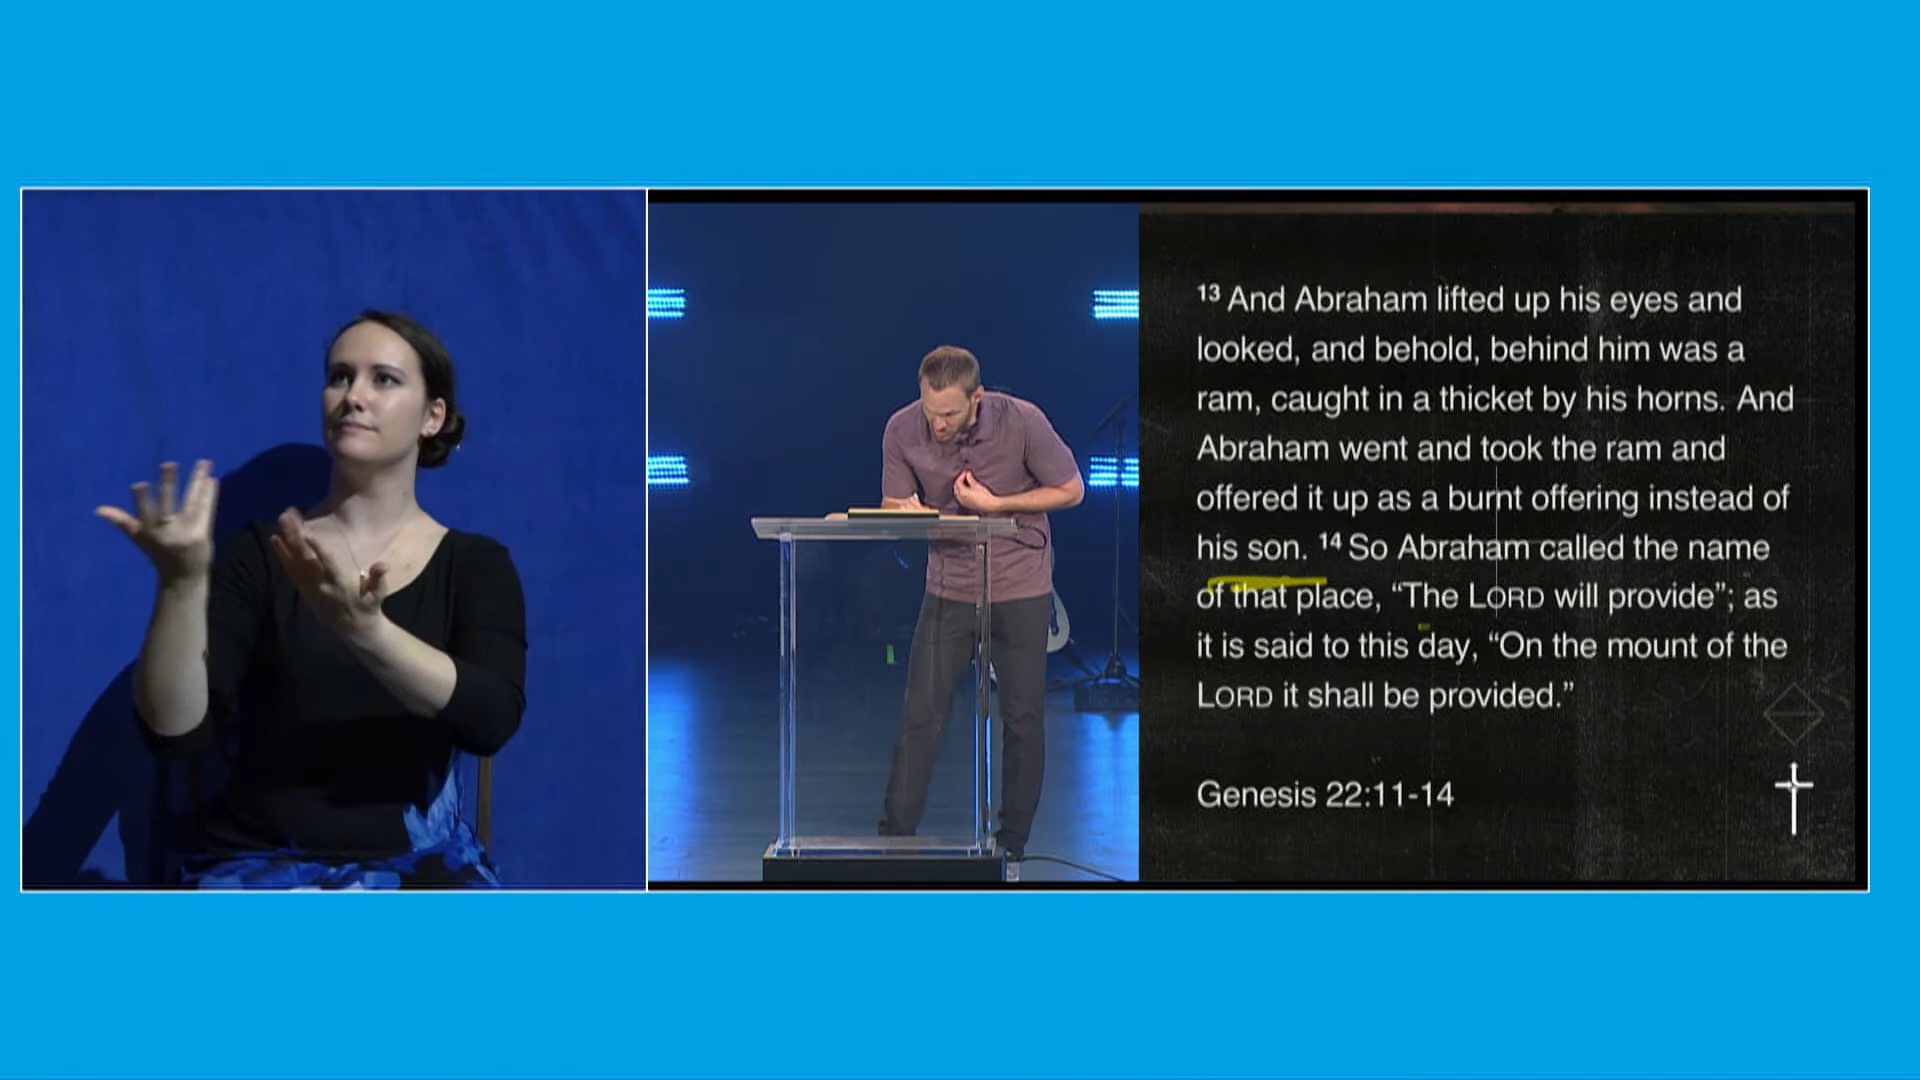 13 And Abraham lifted up his eyes and
looked, and behold, behind him was a
ram, caught in a thicket by his horns. And
Abraham went and took the ram and
offered it up as a burnt offering instead of
his son. 14 So Abraham called the name
of that place, “The LORD will provide”; as
it is said to this day, “On the mount of the
LORD it shall be provided.”
Genesis 22:11-14